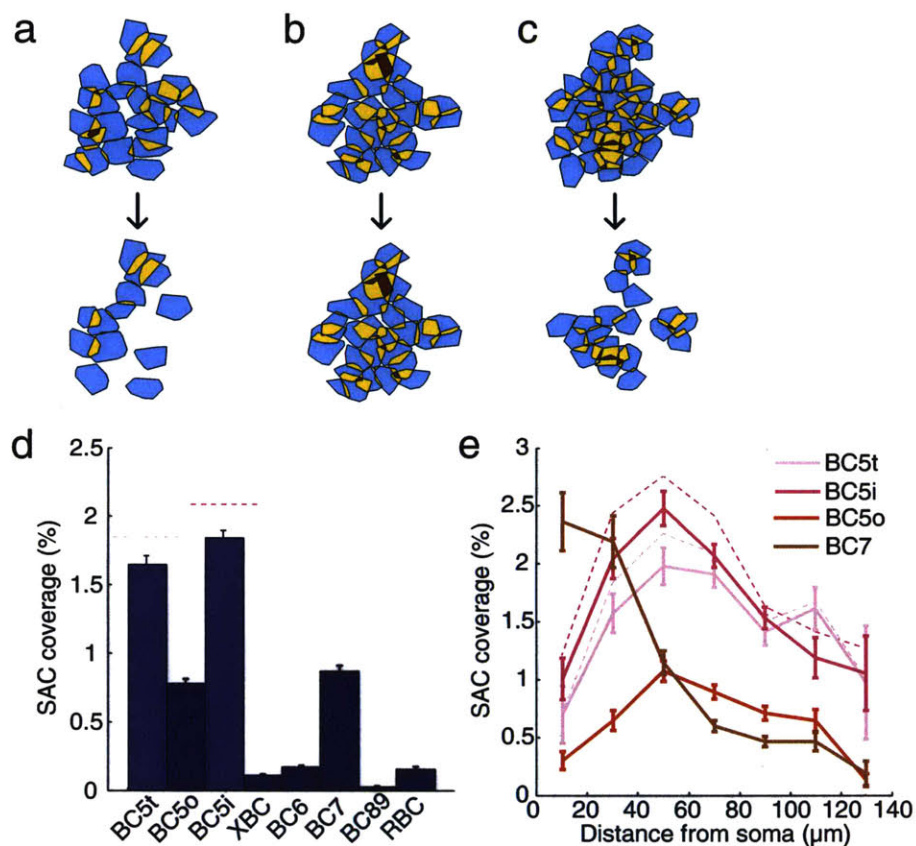 a
b
c
d
SAC coverage (%)
2.5
2
1.5
1
0.5
0
BC5t
BC5o
BC5i
XBC
BC6
BC7
BC89
RBC
e
SAC coverage (%)
3
2.5
2
1.5
1
0.5
0
0
20
40
60
80
100
120
140
Distance from soma (µm)
BC5t
BC5i
BC5o
BC7